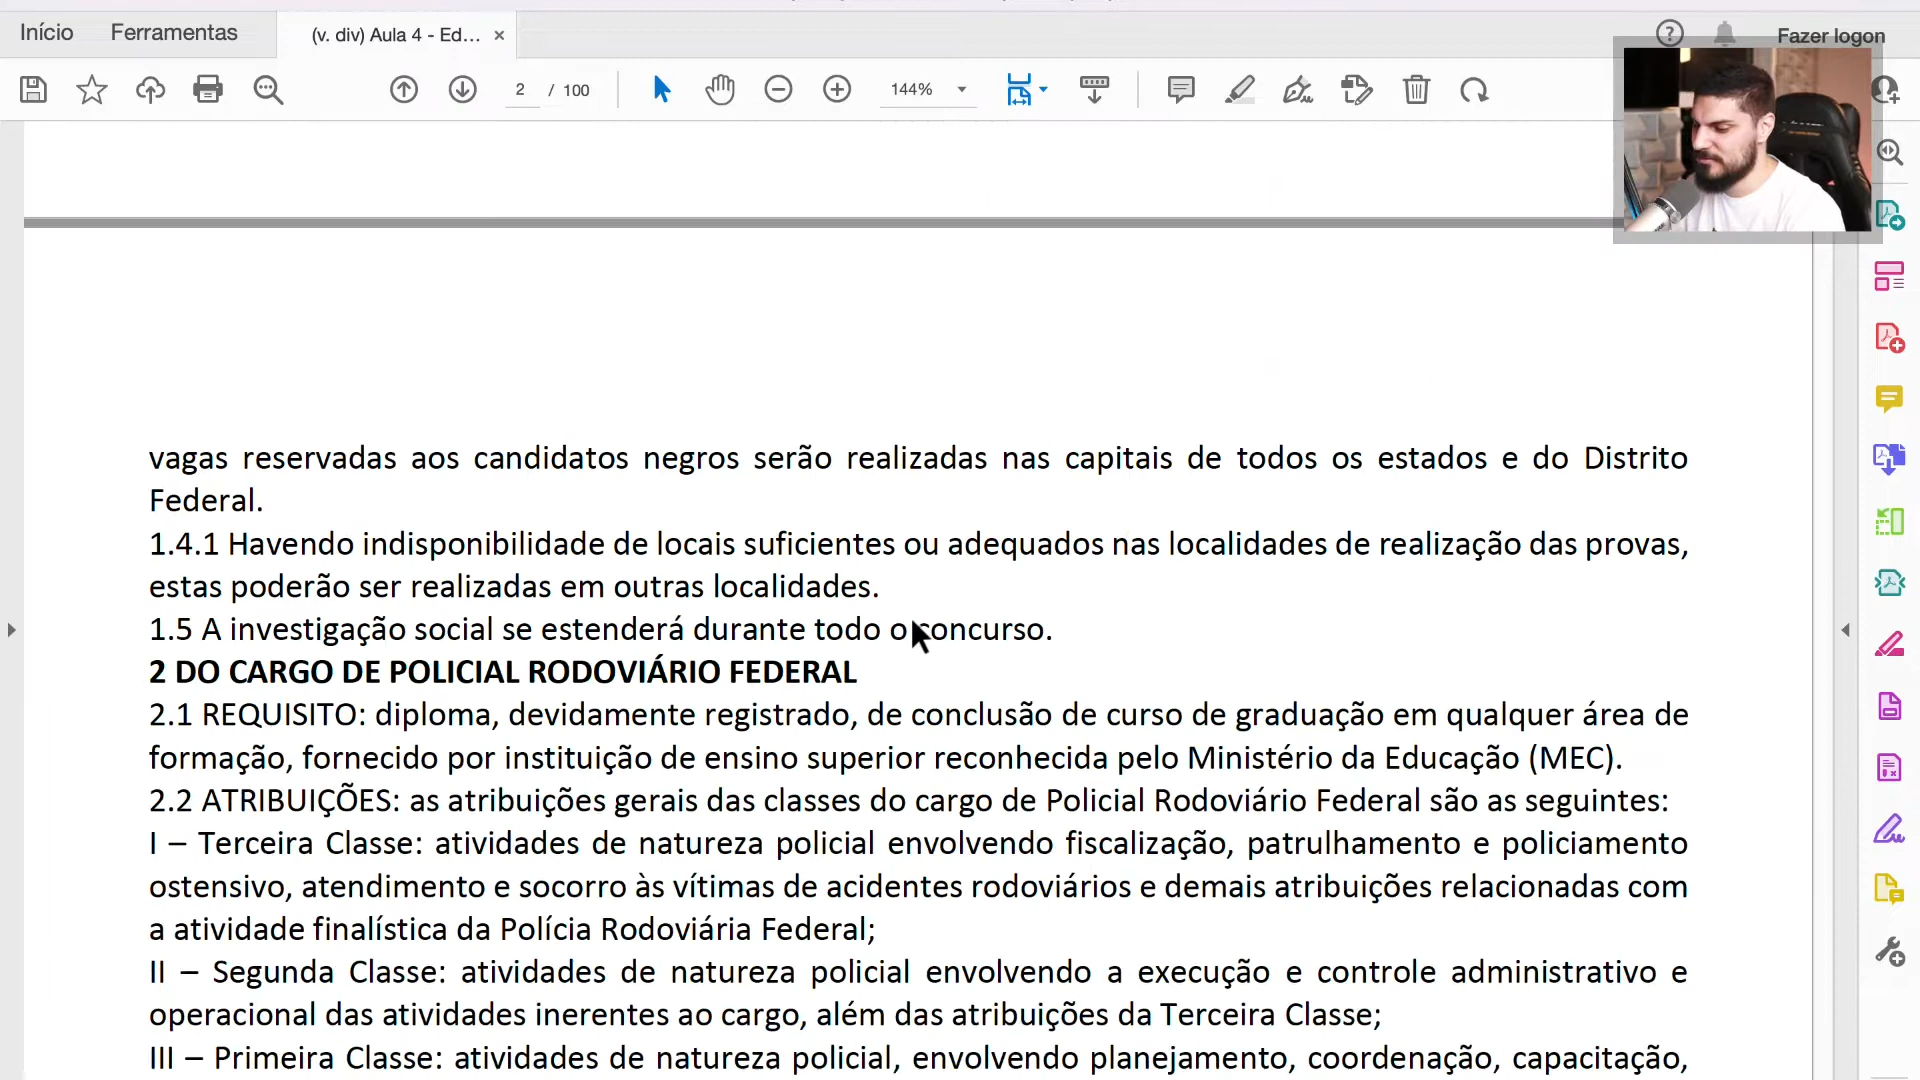 Início Ferramentas (v. div) Aula 4 - Ed... × Fazer logon
2 / 100 144%
vagas reservadas aos candidatos negros serão realizadas nas capitais de todos os estados e do Distrito
Federal.
1.4.1 Havendo indisponibilidade de locais suficientes ou adequados nas localidades de realização das provas,
estas poderão ser realizadas em outras localidades.
1.5 A investigação social se estenderá durante todo o concurso.
2 DO CARGO DE POLICIAL RODOVIÁRIO FEDERAL
2.1 REQUISITO: diploma, devidamente registrado, de conclusão de curso de graduação em qualquer área de
formação, fornecido por instituição de ensino superior reconhecida pelo Ministério da Educação (MEC).
2.2 ATRIBUIÇÕES: as atribuições gerais das classes do cargo de Policial Rodoviário Federal são as seguintes:
I – Terceira Classe: atividades de natureza policial envolvendo fiscalização, patrulhamento e policiamento
ostensivo, atendimento e socorro às vítimas de acidentes rodoviários e demais atribuições relacionadas com
a atividade finalística da Polícia Rodoviária Federal;
II – Segunda Classe: atividades de natureza policial envolvendo a execução e controle administrativo e
operacional das atividades inerentes ao cargo, além das atribuições da Terceira Classe;
III – Primeira Classe: atividades de natureza policial, envolvendo planejamento, coordenação, capacitação,